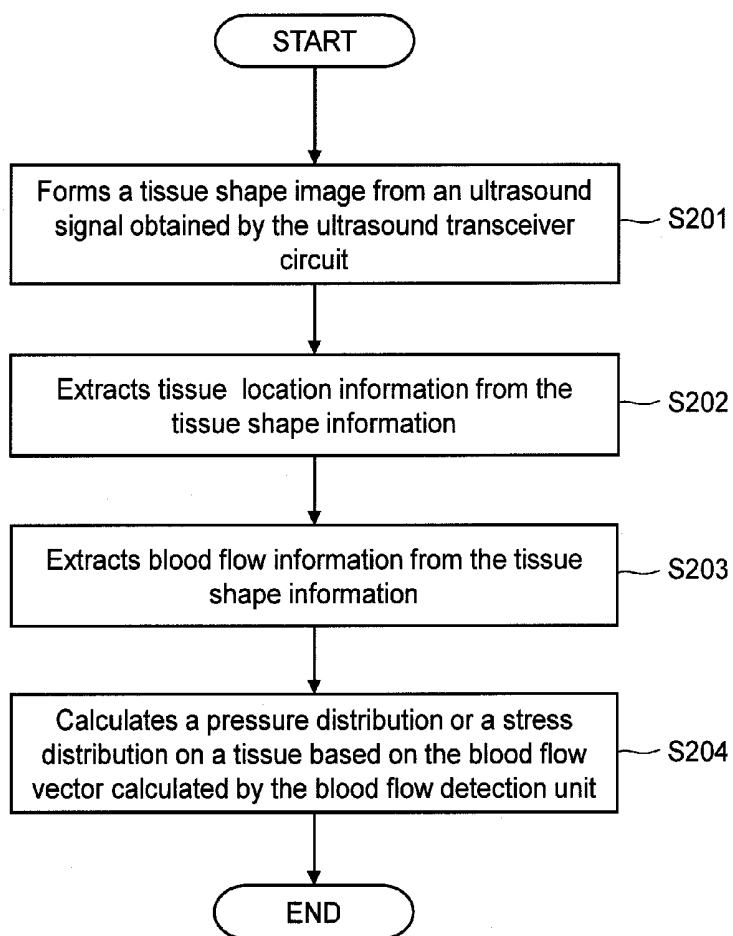 START
Forms a tissue shape image from an ultrasound
signal obtained by the ultrasound transceiver
circuit
S201
Extracts tissue location information from the
tissue shape information
S202
Extracts blood flow information from the tissue
shape information
S203
Calculates a pressure distribution or a stress
distribution on a tissue based on the blood flow
vector calculated by the blood flow detection unit
S204
END